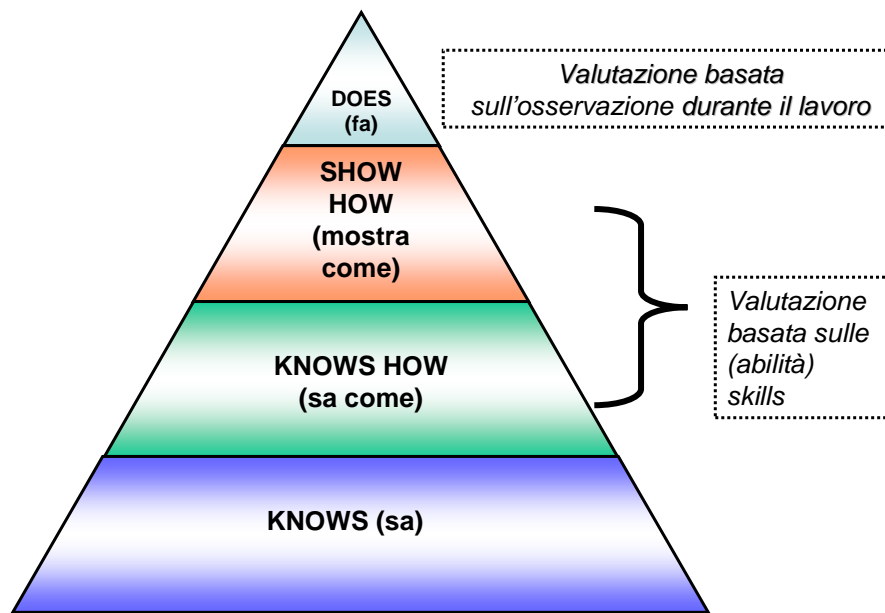 DOES
(fa)
Valutazione basata
sull’osservazione durante il lavoro
SHOW
HOW
(mostra
come)
KNOWS HOW
(sa come)
Valutazione
basata sulle
(abilità)
skills
KNOWS (sa)